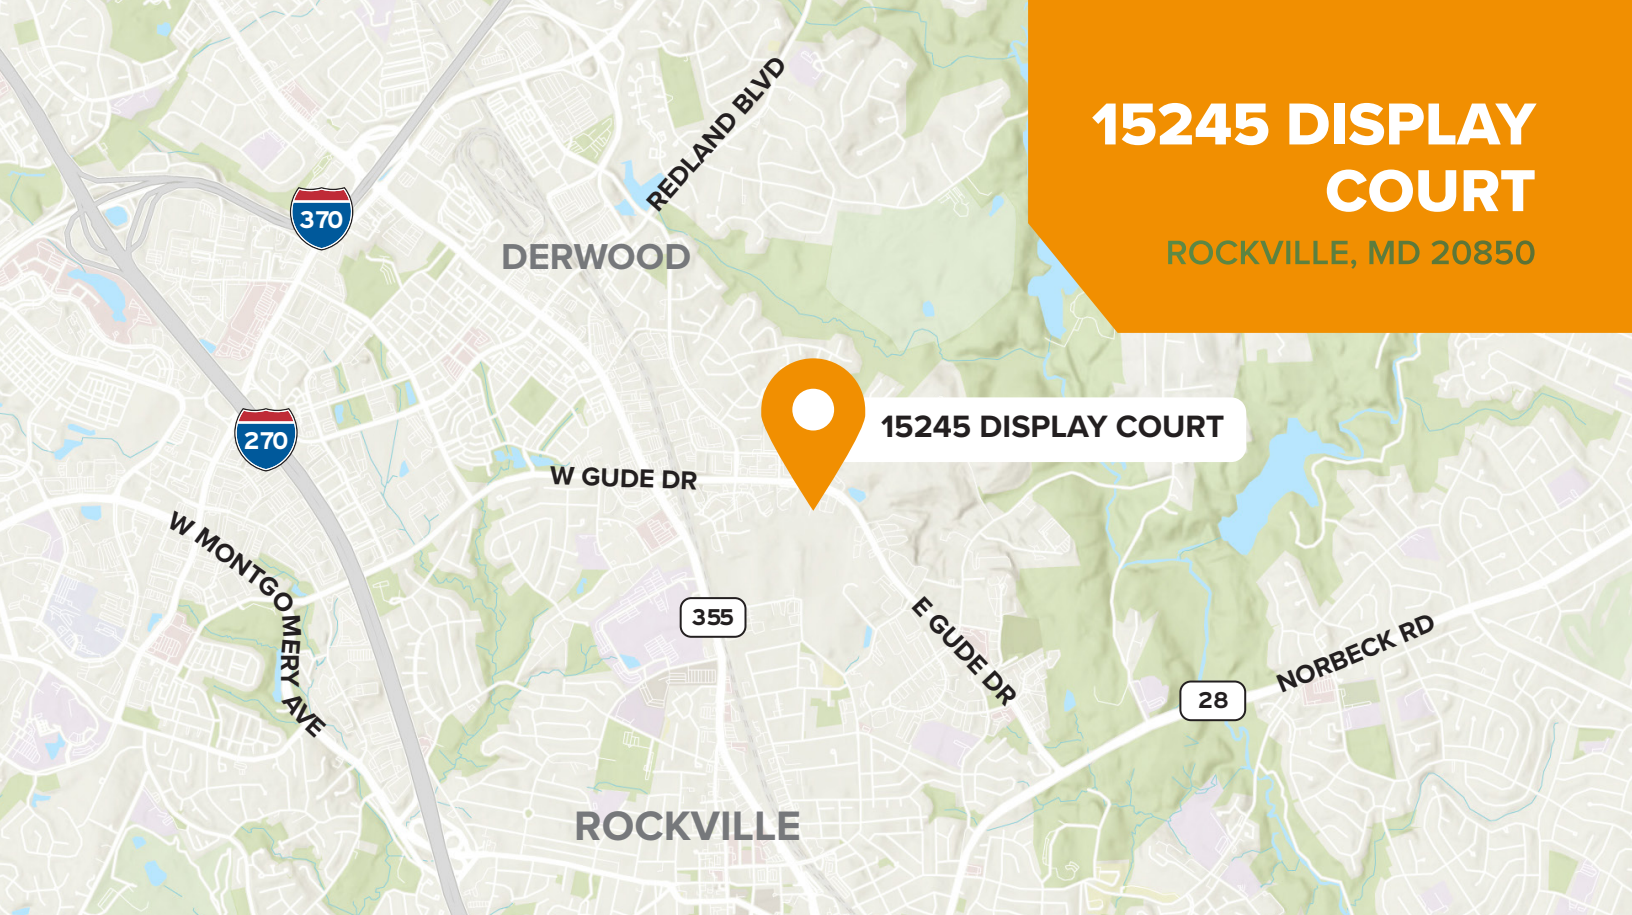 15245 DISPLAY
COURT
ROCKVILLE, MD 20850
REDLAND BLVD
370
DERWOOD
15245 DISPLAY COURT
270
W GUDE DR
W MONTGOMERY AVE
355
E GUDE DR
NORBECK RD
28
ROCKVILLE